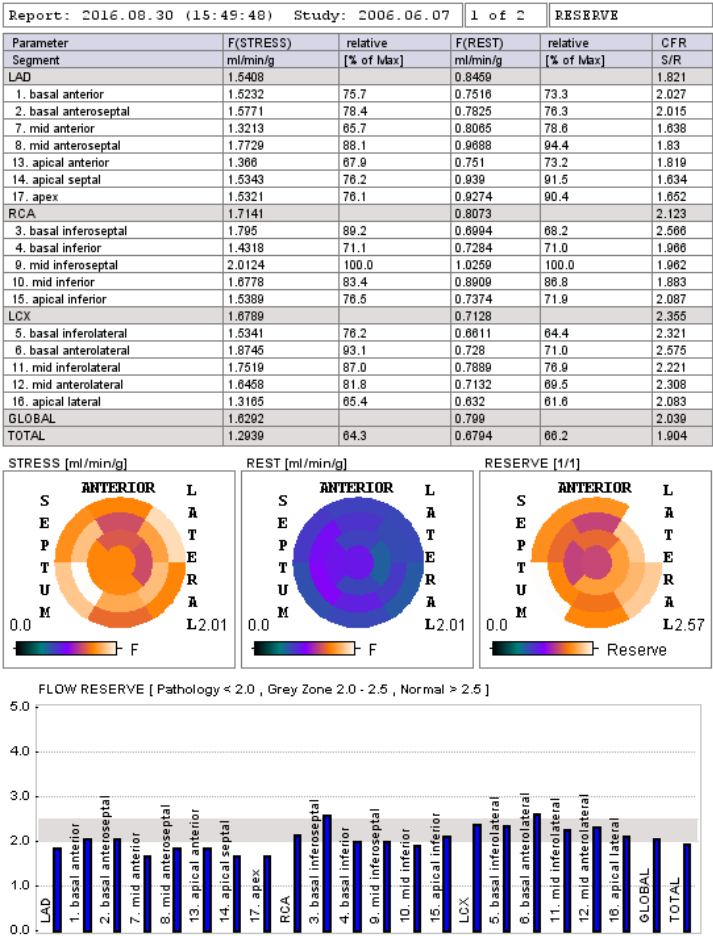 Report: 2016.08.30 (15:49:48) Study: 2006.06.07 1 of 2 RESERVE
Parameter F(STRESS) relative F(REST) relative CFR
Segment ml/min/g [% of Max] ml/min/g [% of Max] S/R
LAD 1.5408 0.8459 1.821
1. basal anterior 1.5232 75.7 0.7516 73.3 2.027
2. basal anteroseptal 1.5771 78.4 0.7825 76.3 2.015
7. mid anterior 1.3213 65.7 0.8065 78.6 1.638
8. mid anteroseptal 1.7729 88.1 0.9688 94.4 1.83
13. apical anterior 1.366 67.9 0.751 73.2 1.819
14. apical septal 1.5343 76.2 0.939 91.5 1.634
17. apex 1.5321 76.1 0.9274 90.4 1.652
RCA 1.7141 0.8073 2.123
3. basal inferoseptal 1.795 89.2 0.6994 68.2 2.566
4. basal inferior 1.4318 71.1 0.7284 71.0 1.966
9. mid inferoseptal 2.0124 100.0 1.0259 100.0 1.962
10. mid inferior 1.6778 83.4 0.8909 86.8 1.883
15. apical inferior 1.5389 76.5 0.7374 71.9 2.087
LCX 1.6789 0.7128 2.355
5. basal inferolateral 1.5341 76.2 0.6611 64.4 2.321
6. basal anterolateral 1.8745 93.1 0.728 71.0 2.575
11. mid inferolateral 1.7519 87.0 0.7889 76.9 2.221
12. mid anterolateral 1.6458 81.8 0.7132 69.5 2.308
16. apical lateral 1.3165 65.4 0.632 61.6 2.083
GLOBAL 1.6292 0.799 2.039
TOTAL 1.2939 64.3 0.6794 66.2 1.904
STRESS [ml/min/g]
ANTERIOR
SEPTUM
LATERAL
0.0 2.01
F
REST [ml/min/g]
ANTERIOR
SEPTUM
LATERAL
0.0 2.01
F
RESERVE [1/1]
ANTERIOR
SEPTUM
LATERAL
0.0 2.57
Reserve
FLOW RESERVE [ Pathology < 2.0 , Grey Zone 2.0 - 2.5 , Normal > 2.5 ]
5.0
4.0
3.0
2.0
1.0
0.0
LAD
1. basal anterior
2. basal anteroseptal
7. mid anterior
8. mid anteroseptal
13. apical anterior
14. apical septal
17. apex
RCA
3. basal inferoseptal
4. basal inferior
9. mid inferoseptal
10. mid inferior
15. apical inferior
LCX
5. basal inferolateral
6. basal anterolateral
11. mid inferolateral
12. mid anterolateral
16. apical lateral
GLOBAL
TOTAL